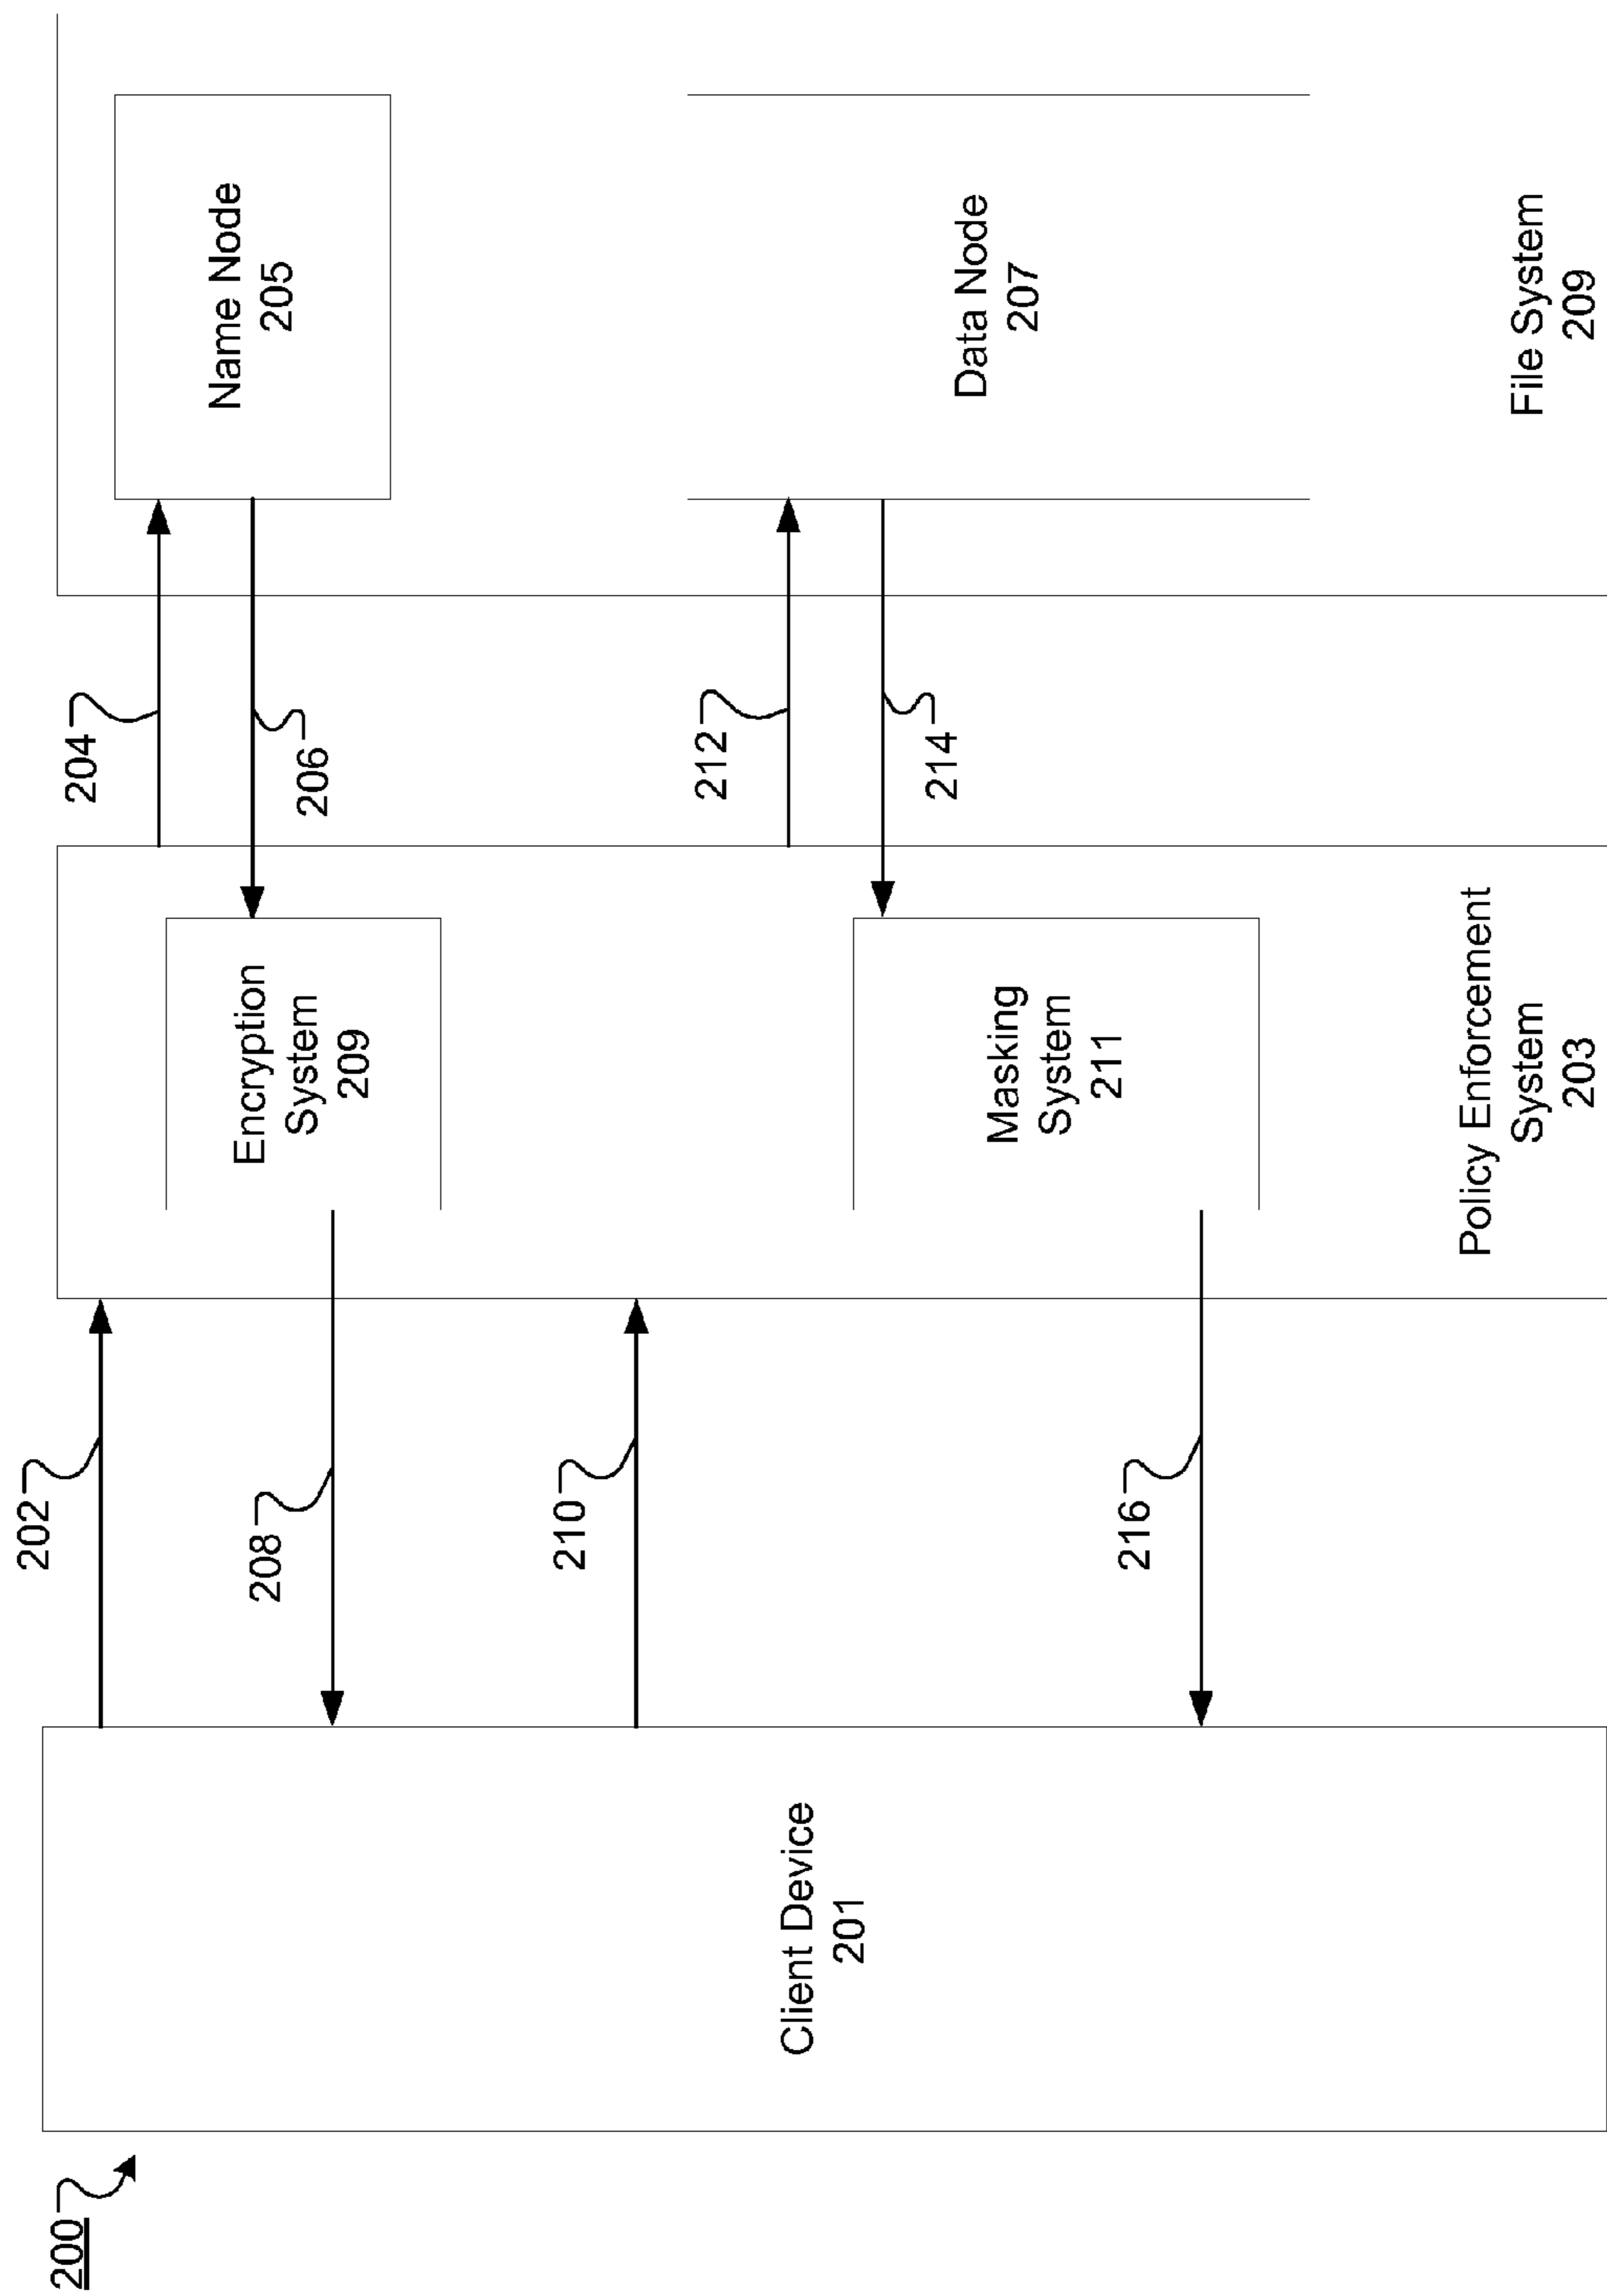 200
Client Device
201
202
208
210
216
Encryption
System
209
Masking
System
211
Policy Enforcement
System
203
204
206
212
214
Name Node
205
Data Node
207
File System
209